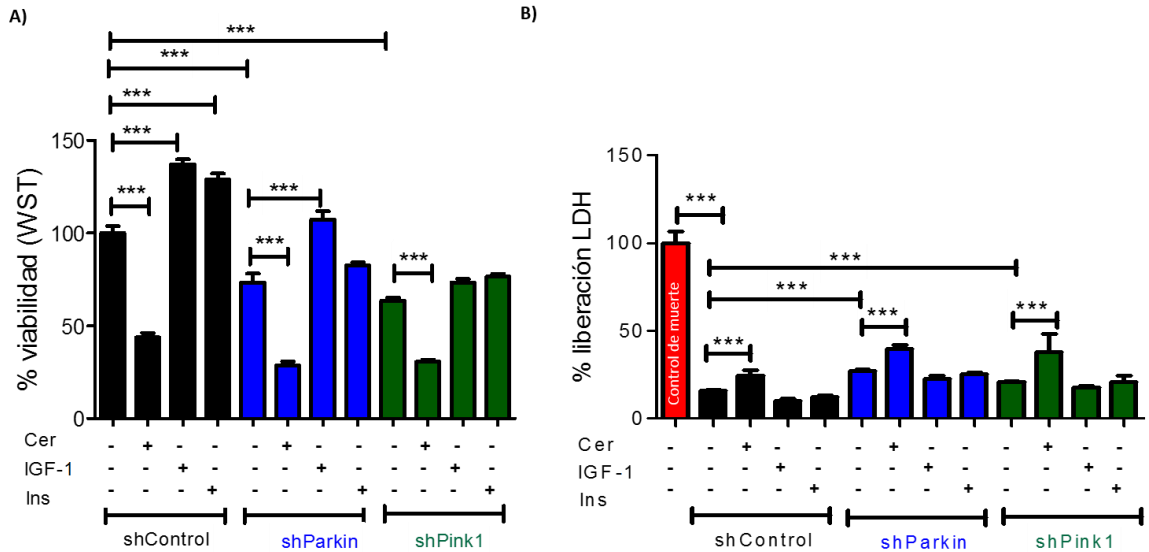 A)
B)
***
***
***
***
***
***
***
***
% viabilidad (WST)
150
100
50
0
Cer - + - - - + - - - + - -
IGF-1 - - + - - - + - - - + -
Ins - - - + - - - + - - - +
shControl shParkin shPink1
***
***
***
***
***
***
% liberación LDH
150
100
50
0
Control de muerte
Cer - - + - - - + - - - + - -
IGF-1 - - - + - - - + - - - + -
Ins - - - - + - - - + - - - +
shControl shParkin shPink1